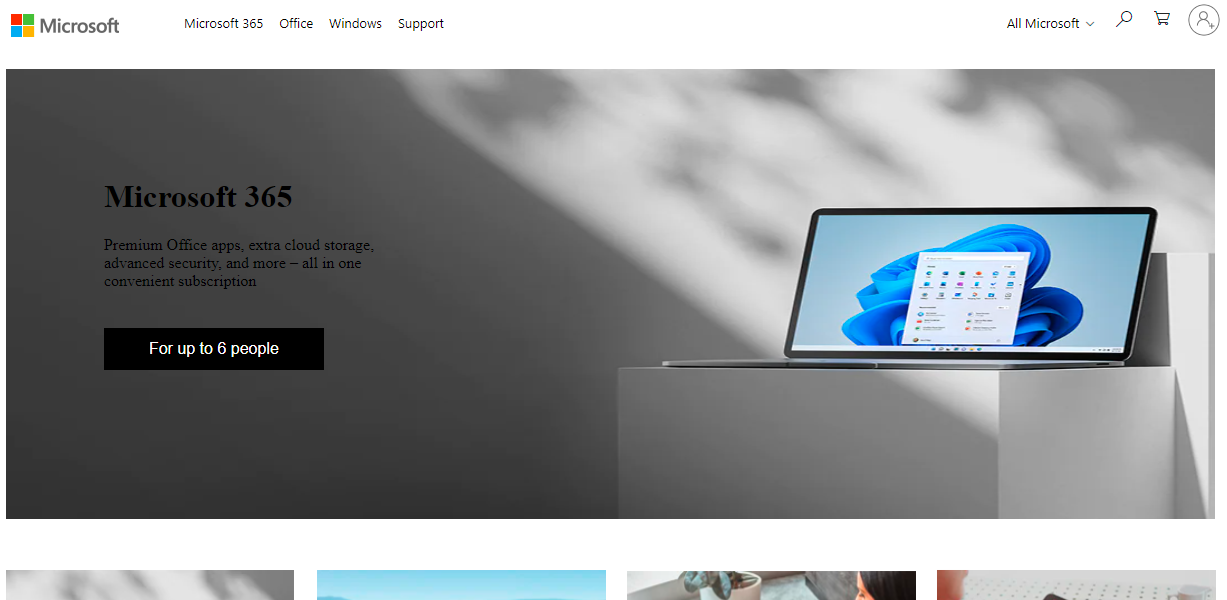 Microsoft
Microsoft 365 Office Windows Support
All Microsoft
Microsoft 365
Premium Office apps, extra cloud storage,
advanced security, and more – all in one
convenient subscription
For up to 6 people